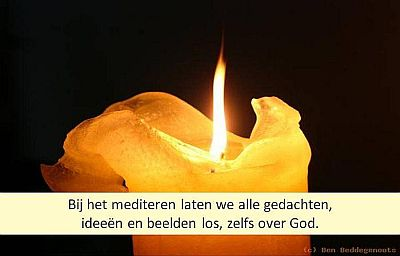 Bij het mediteren laten we alle gedachten,
ideeën en beelden los, zelfs over God.
(c) Ben Beddegenoots